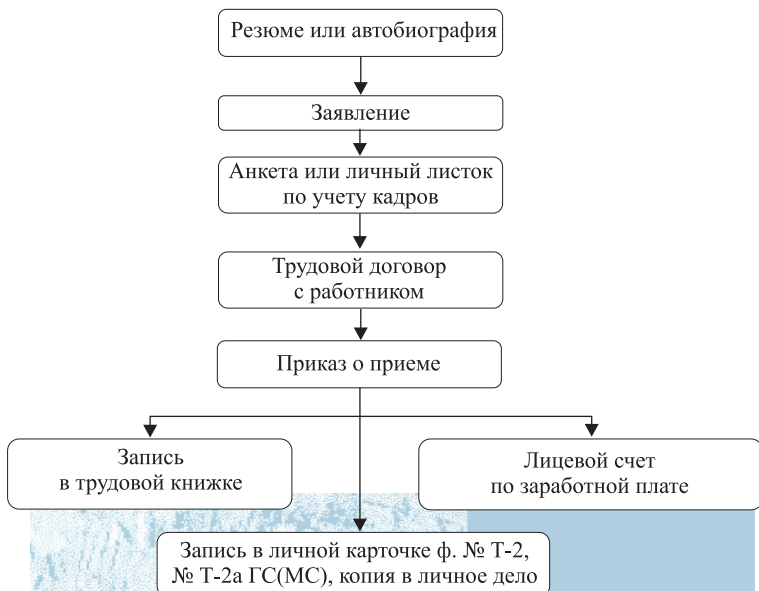 Резюме или автобиография
Заявление
Анкета или личный листок
по учету кадров
Трудовой договор
с работником
Приказ о приеме
Запись
в трудовой книжке
Лицевой счет
по заработной плате
Запись в личной карточке ф. № Т-2,
№ Т-2а ГС(МС), копия в личное дело